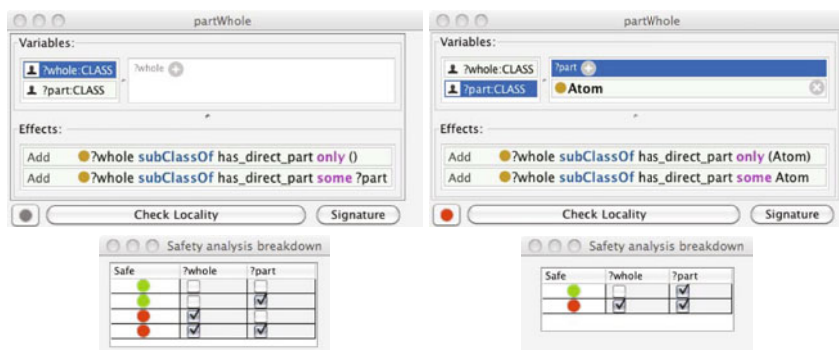 partWhole
Variables:
?whole:CLASS
?part:CLASS
?whole
Effects:
Add ?whole subClassOf has_direct_part only ()
Add ?whole subClassOf has_direct_part some ?part
Check Locality
Signature
Safety analysis breakdown
Safe ?whole ?part
partWhole
Variables:
?whole:CLASS
?part:CLASS
?part
Atom
Effects:
Add ?whole subClassOf has_direct_part only (Atom)
Add ?whole subClassOf has_direct_part some Atom
Check Locality
Signature
Safety analysis breakdown
Safe ?whole ?part